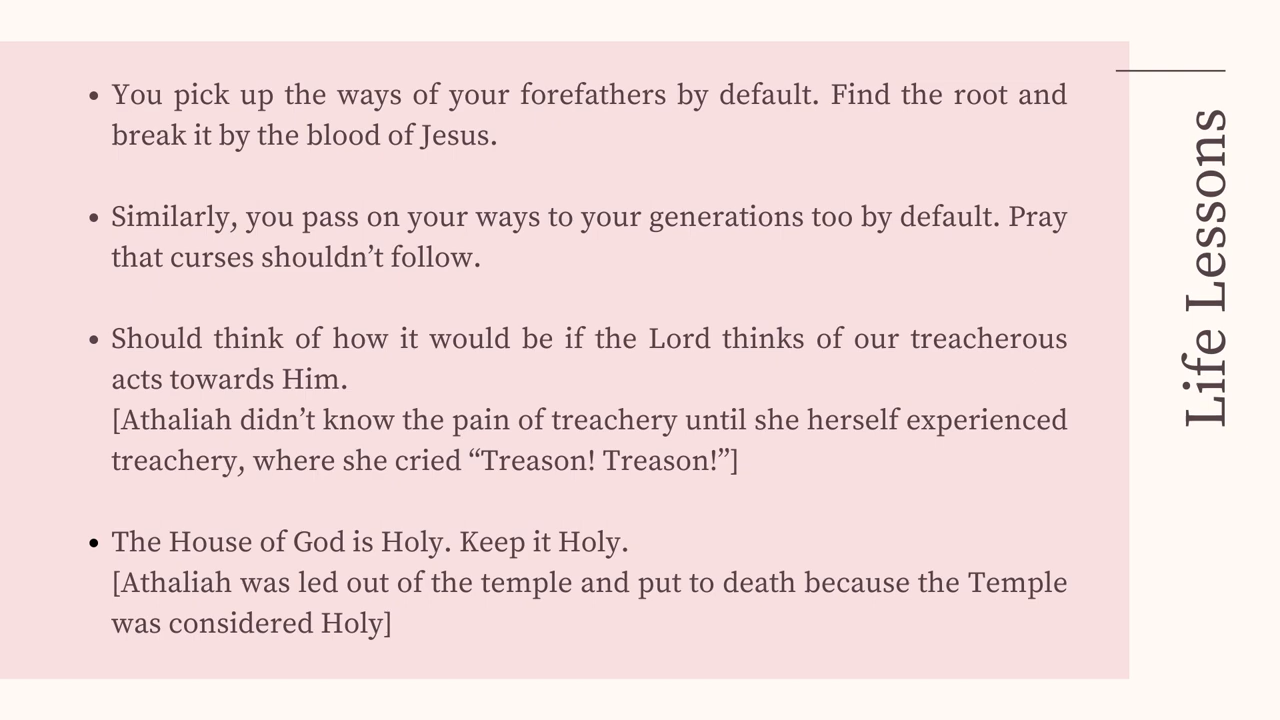 • You pick up the ways of your forefathers by default. Find the root and
break it by the blood of Jesus.
• Similarly, you pass on your ways to your generations too by default. Pray
that curses shouldn’t follow.
• Should think of how it would be if the Lord thinks of our treacherous
acts towards Him.
[Athaliah didn’t know the pain of treachery until she herself experienced
treachery, where she cried “Treason! Treason!”]
• The House of God is Holy. Keep it Holy.
[Athaliah was led out of the temple and put to death because the Temple
was considered Holy]
Life Lessons